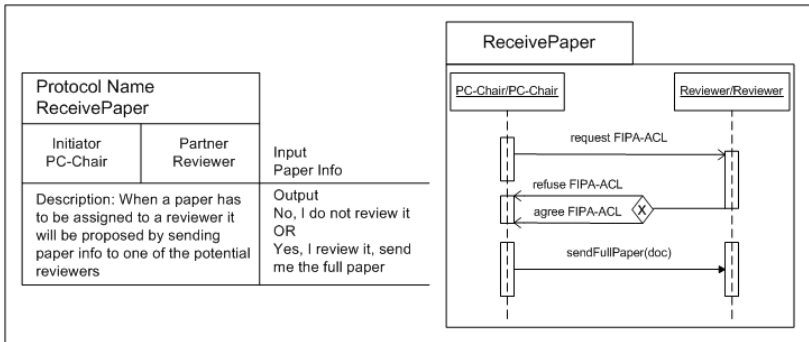 Protocol Name
ReceivePaper
Initiator
PC-Chair
Partner
Reviewer
Input
Paper Info
Description: When a paper has
to be assigned to a reviewer it
will be proposed by sending
paper info to one of the potential
reviewers
Output
No, I do not review it
OR
Yes, I review it, send
me the full paper
ReceivePaper
PC-Chair/PC-Chair
Reviewer/Reviewer
request FIPA-ACL
refuse FIPA-ACL
X
agree FIPA-ACL
sendFullPaper(doc)